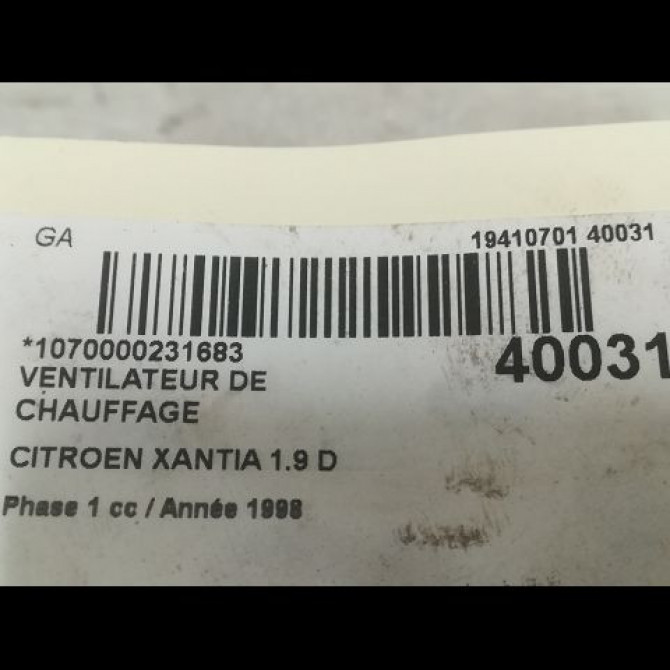 GA
19410701 40031
*1070000231683
40031
VENTILATEUR DE
CHAUFFAGE
CITROEN XANTIA 1.9 D
Phase 1 cc / Année 1998